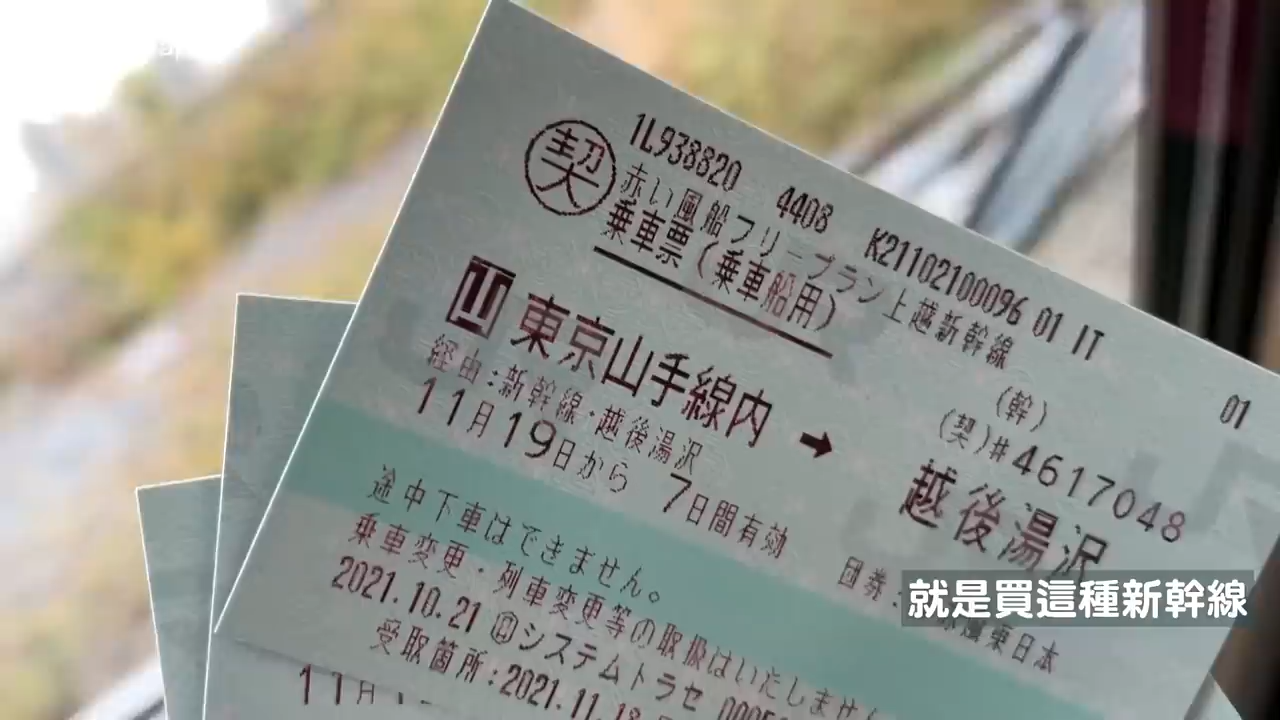 1L938820 4408 K21102100096 01 IT
契 赤い風船フリープラン上越新幹線
乗車票(乗車船用) (幹) 01
(契)#4617048
山 東京山手線内 → 越後湯沢
経由:新幹線・越後湯沢
11月19日から 7日間有効
団券:
東日本
途中下車はできません。
乗車変更・列車変更等の取扱はいたしません
2021.10.21 システムトラセ
受取箇所:2021.11.18
11月
就是買這種新幹線